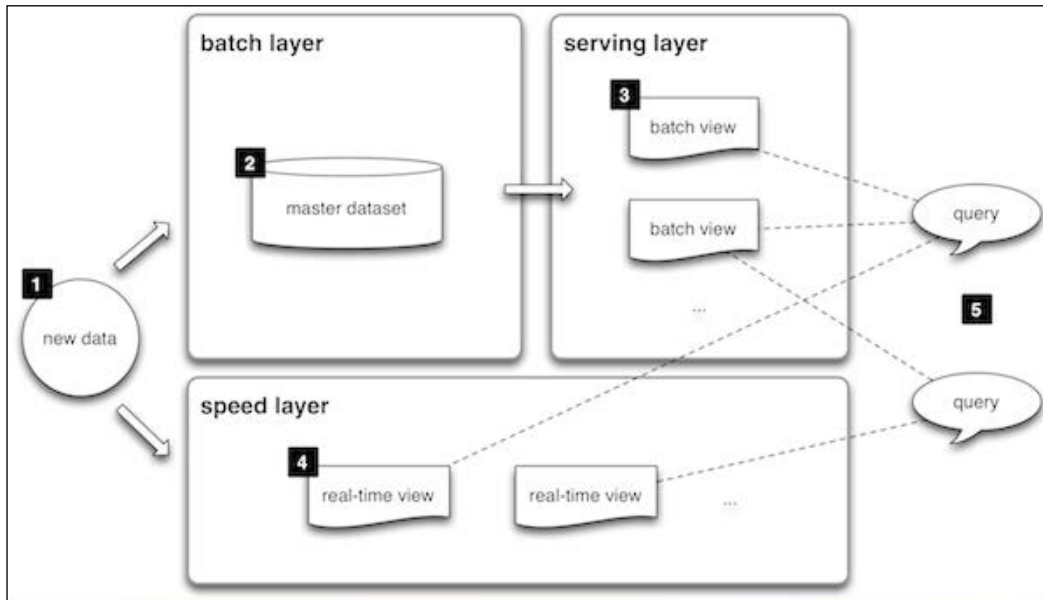 batch layer
serving layer
3
batch view
2
master dataset
batch view
query
1
new data
...
5
speed layer
query
4
real-time view
real-time view
...